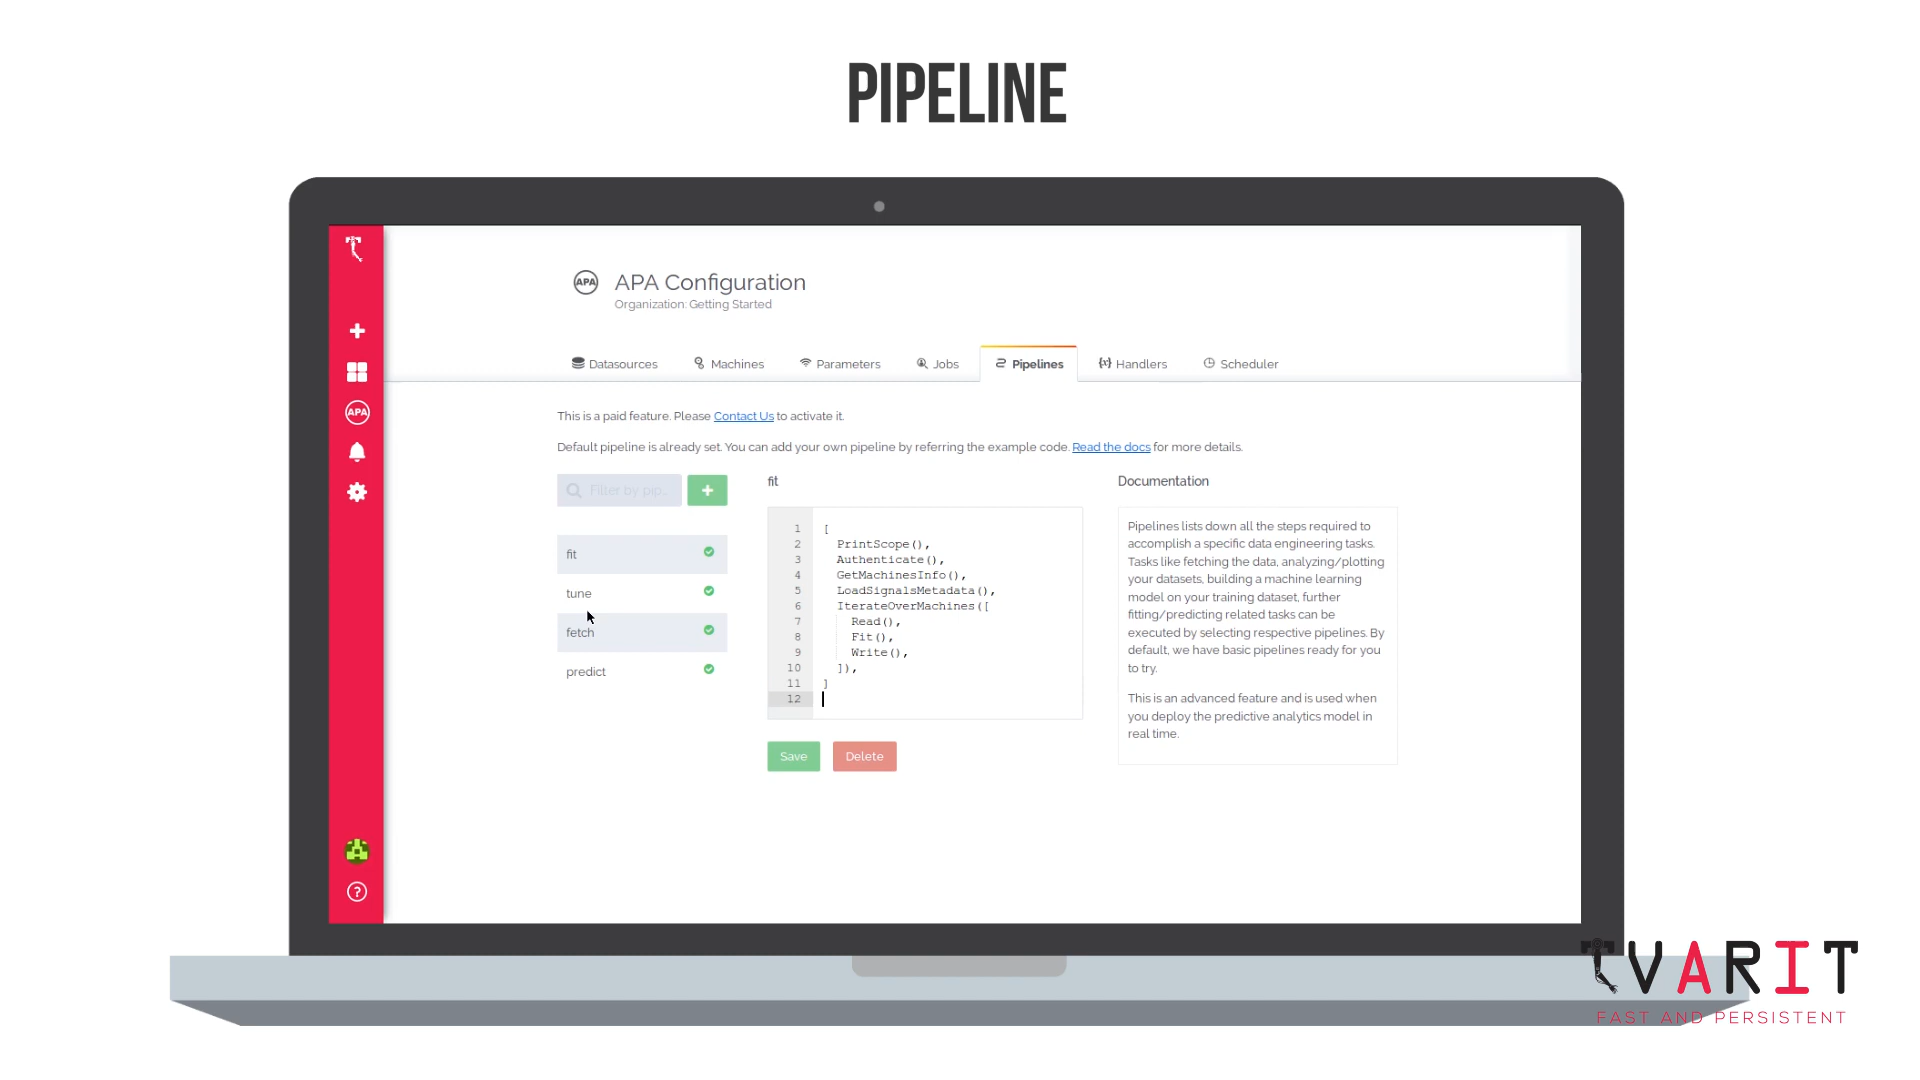 PIPELINE
APA
APA Configuration
Organization: Getting Started
Datasources
Machines
Parameters
Jobs
Pipelines
Handlers
Scheduler
APA
This is a paid feature. Please Contact Us to activate it.
Default pipeline is already set. You can add your own pipeline by referring the example code. Read the docs for more details.
Filter by pip...
+
fit
tune
fetch
predict
fit
1 [
2 PrintScope(),
3 Authenticate(),
4 GetMachinesInfo(),
5 LoadSignalsMetadata(),
6 IterateOverMachines([
7 Read(),
8 Fit(),
9 Write(),
10 ]),
11 ]
12
Save
Delete
Documentation
Pipelines lists down all the steps required to
accomplish a specific data engineering tasks.
Tasks like fetching the data, analyzing/plotting
your datasets, building a machine learning
model on your training dataset, further
fitting/predicting related tasks can be
executed by selecting respective pipelines. By
default, we have basic pipelines ready for you
to try.
This is an advanced feature and is used when
you deploy the predictive analytics model in
real time.
?
TVARIT
FAST AND PERSISTENT